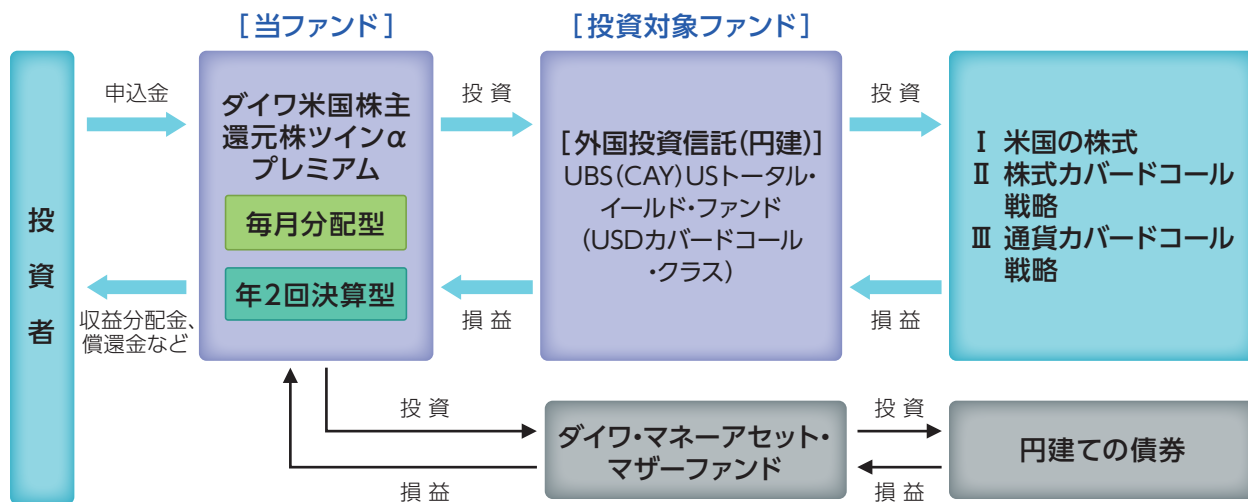 [当ファンド]
[投資対象ファンド]
投資者
申込金
収益分配金、
償還金など
ダイワ米国株主
還元株ツインα
プレミアム
毎月分配型
年2回決算型
投 資
損 益
[外国投資信託(円建)]
UBS(CAY)USトータル・
イールド・ファンド
(USDカバードコール
・クラス)
投 資
損 益
Ⅰ 米国の株式
Ⅱ 株式カバードコール
戦略
Ⅲ 通貨カバードコール
戦略
投 資
損 益
ダイワ・マネーアセット・
マザーファンド
投 資
損 益
円建ての債券